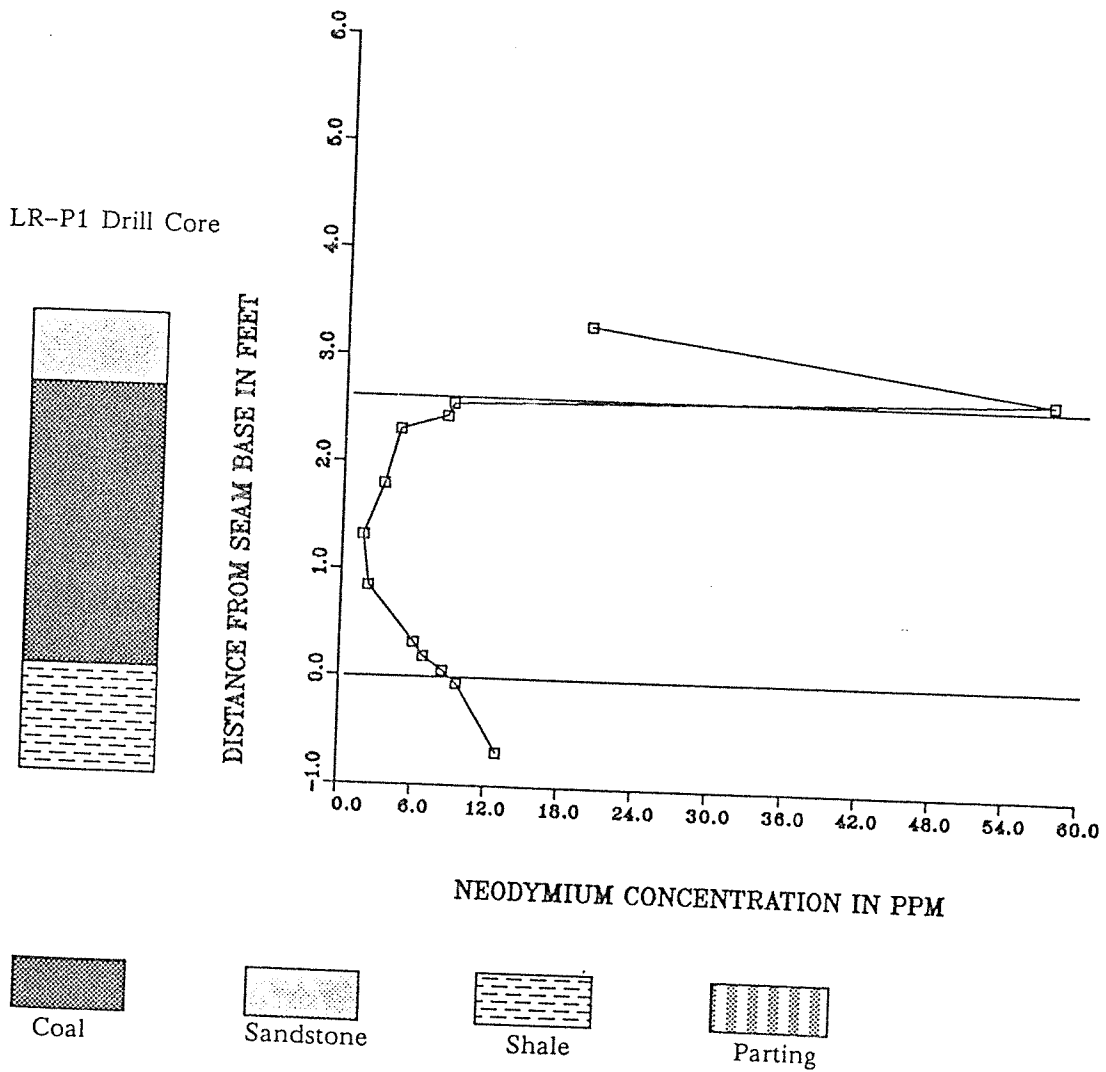 LR-P1 Drill Core
DISTANCE FROM SEAM BASE IN FEET
6.0
5.0
4.0
3.0
2.0
1.0
0.0
-1.0
0.0 6.0 12.0 18.0 24.0 30.0 36.0 42.0 48.0 54.0 60.0
NEODYMIUM CONCENTRATION IN PPM
Coal Sandstone Shale Parting